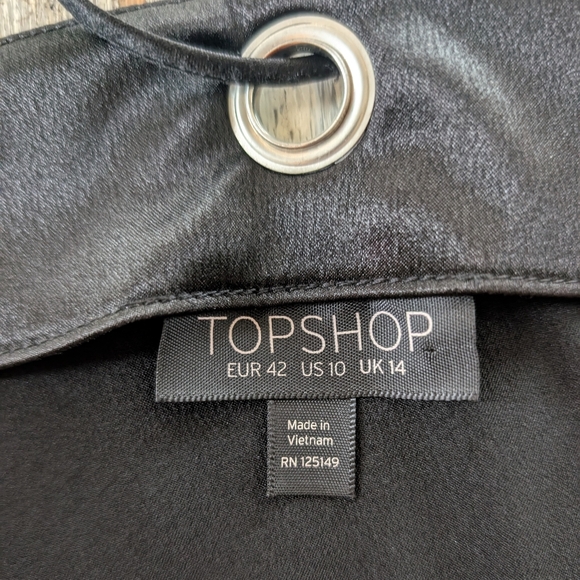 TOPSHOP
EUR 42 US 10 UK 14
Made in
Vietnam
RN 125149